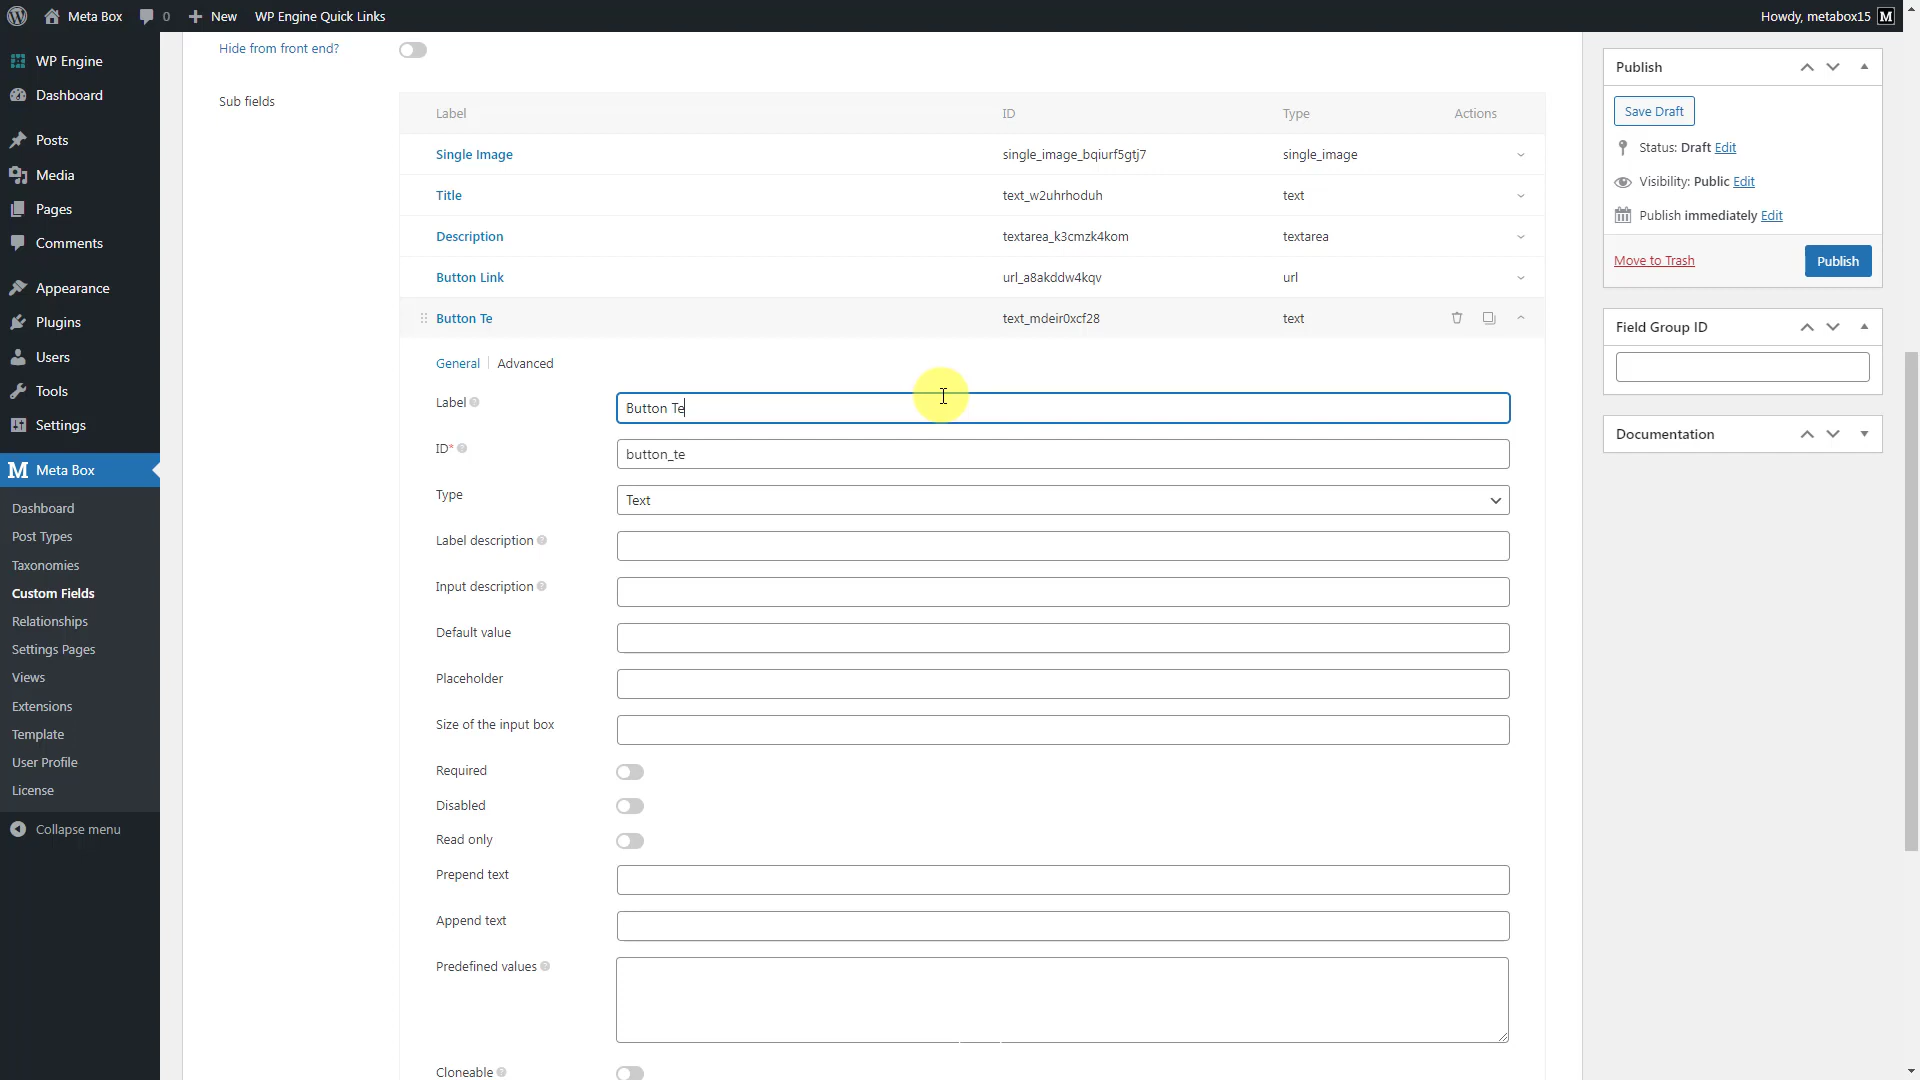 Meta Box
0
New
WP Engine Quick Links
Howdy, metabox15
M
WP Engine
Dashboard
Posts
Media
Pages
Comments
Appearance
Plugins
Users
Tools
Settings
M Meta Box
Dashboard
Post Types
Taxonomies
Custom Fields
Relationships
Settings Pages
Views
Extensions
Template
User Profile
License
Collapse menu
Hide from front end?
Sub fields
Label ID Type Actions
Single Image single_image_bqiurf5gtj7 single_image
Title text_w2uhrhoduh text
Description textarea_k3cmzk4kom textarea
Button Link url_a8akddw4kqv url
Button Te text_mdeir0xcf28 text
General Advanced
Label Button Te
ID* button_te
Type Text
Label description
Input description
Default value
Placeholder
Size of the input box
Required
Disabled
Read only
Prepend text
Append text
Predefined values
Cloneable
Publish
Save Draft
Status: Draft Edit
Visibility: Public Edit
Publish immediately Edit
Move to Trash
Publish
Field Group ID
Documentation